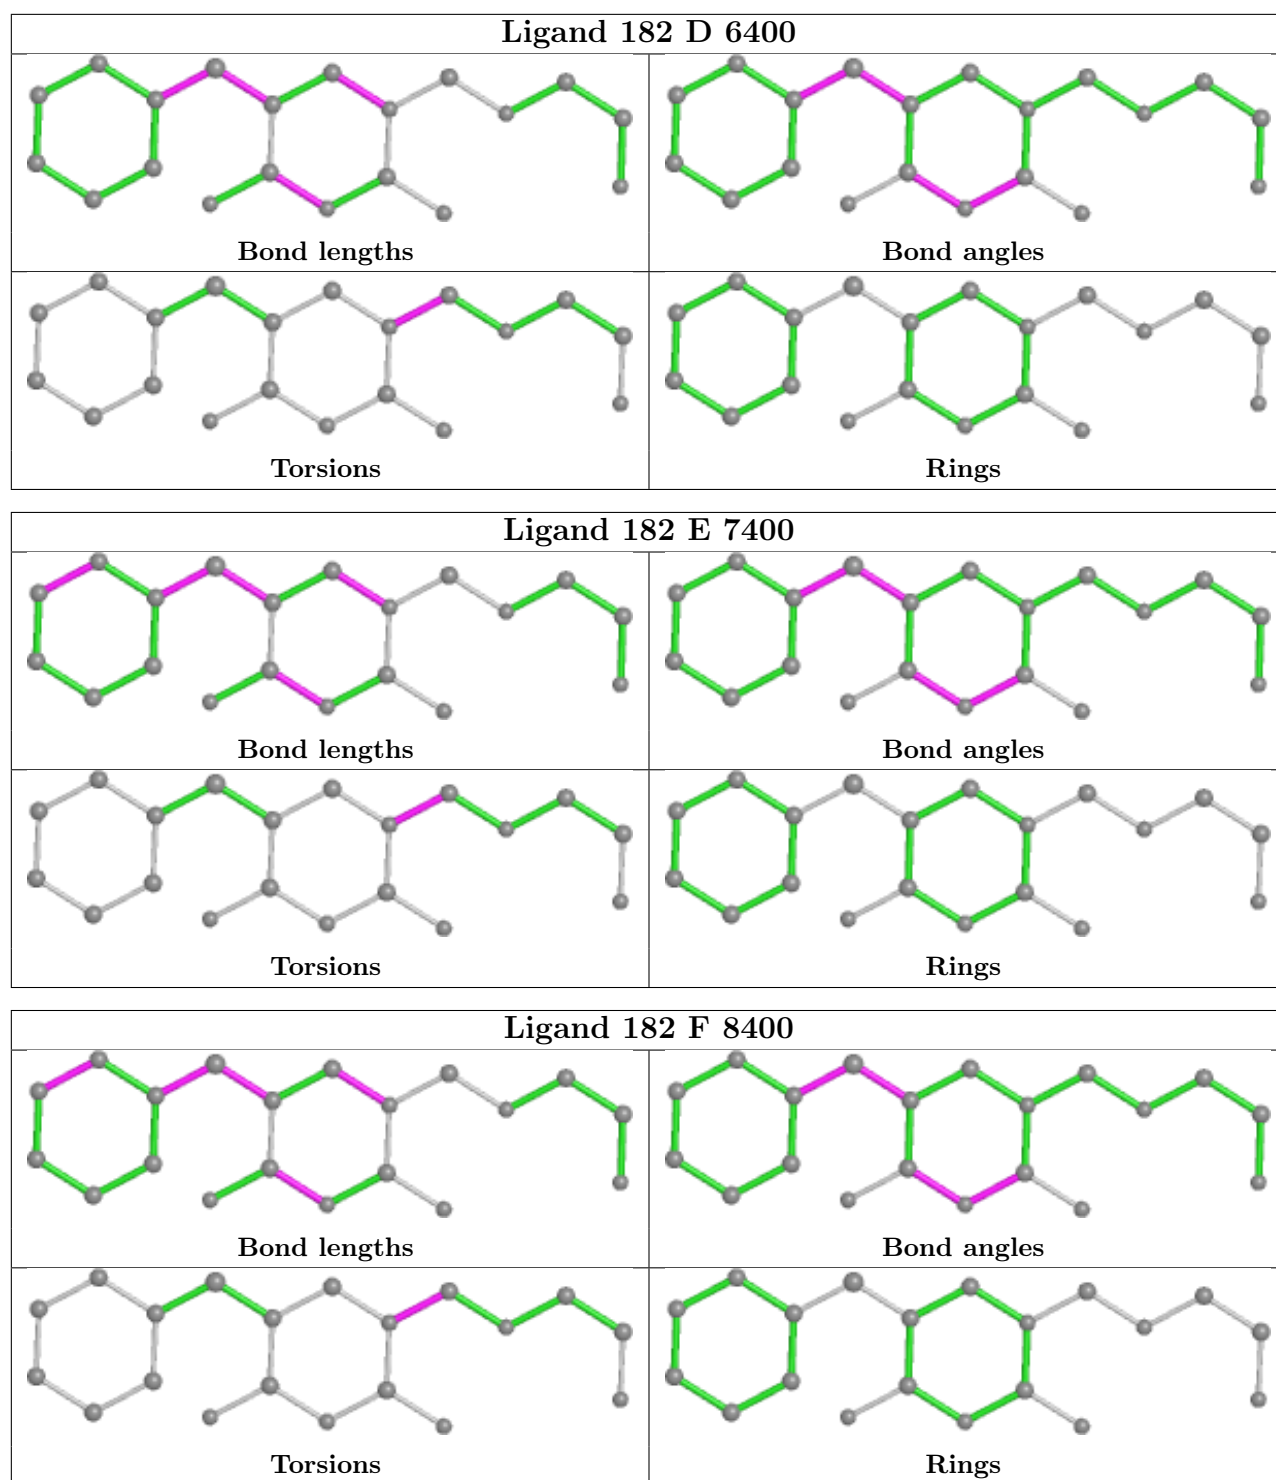 Ligand 182 D 6400
Bond lengths
Bond angles
Torsions
Rings
Ligand 182 E 7400
Bond lengths
Bond angles
Torsions
Rings
Ligand 182 F 8400
Bond lengths
Bond angles
Torsions
Rings